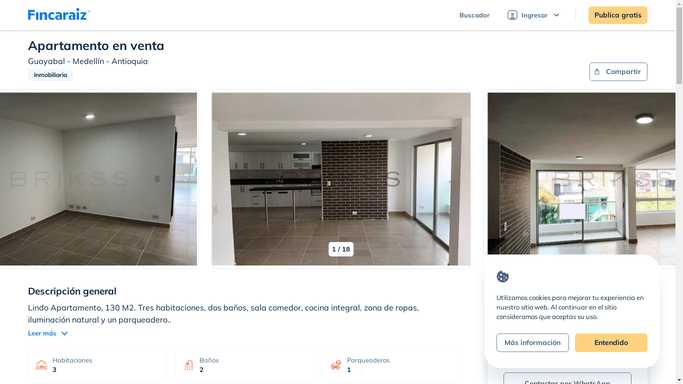 Fincaraiz
Buscador
Ingresar
Publica gratis
Apartamento en venta
Guayabal - Medellín - Antioquia
Inmobiliaria
Compartir
BRIKSS
1 / 18
Descripción general
Lindo Apartamento, 130 M2. Tres habitaciones, dos baños, sala comedor, cocina integral, zona de ropas,
iluminación natural y un parqueadero..
Leer más
Habitaciones
3
Baños
2
Parqueaderos
1
Utilizamos cookies para mejorar tu experiencia en
nuestro sitio web. Al continuar en el sitio
consideramos que aceptas su uso.
Más información
Entendido
Contactar por WhatsApp